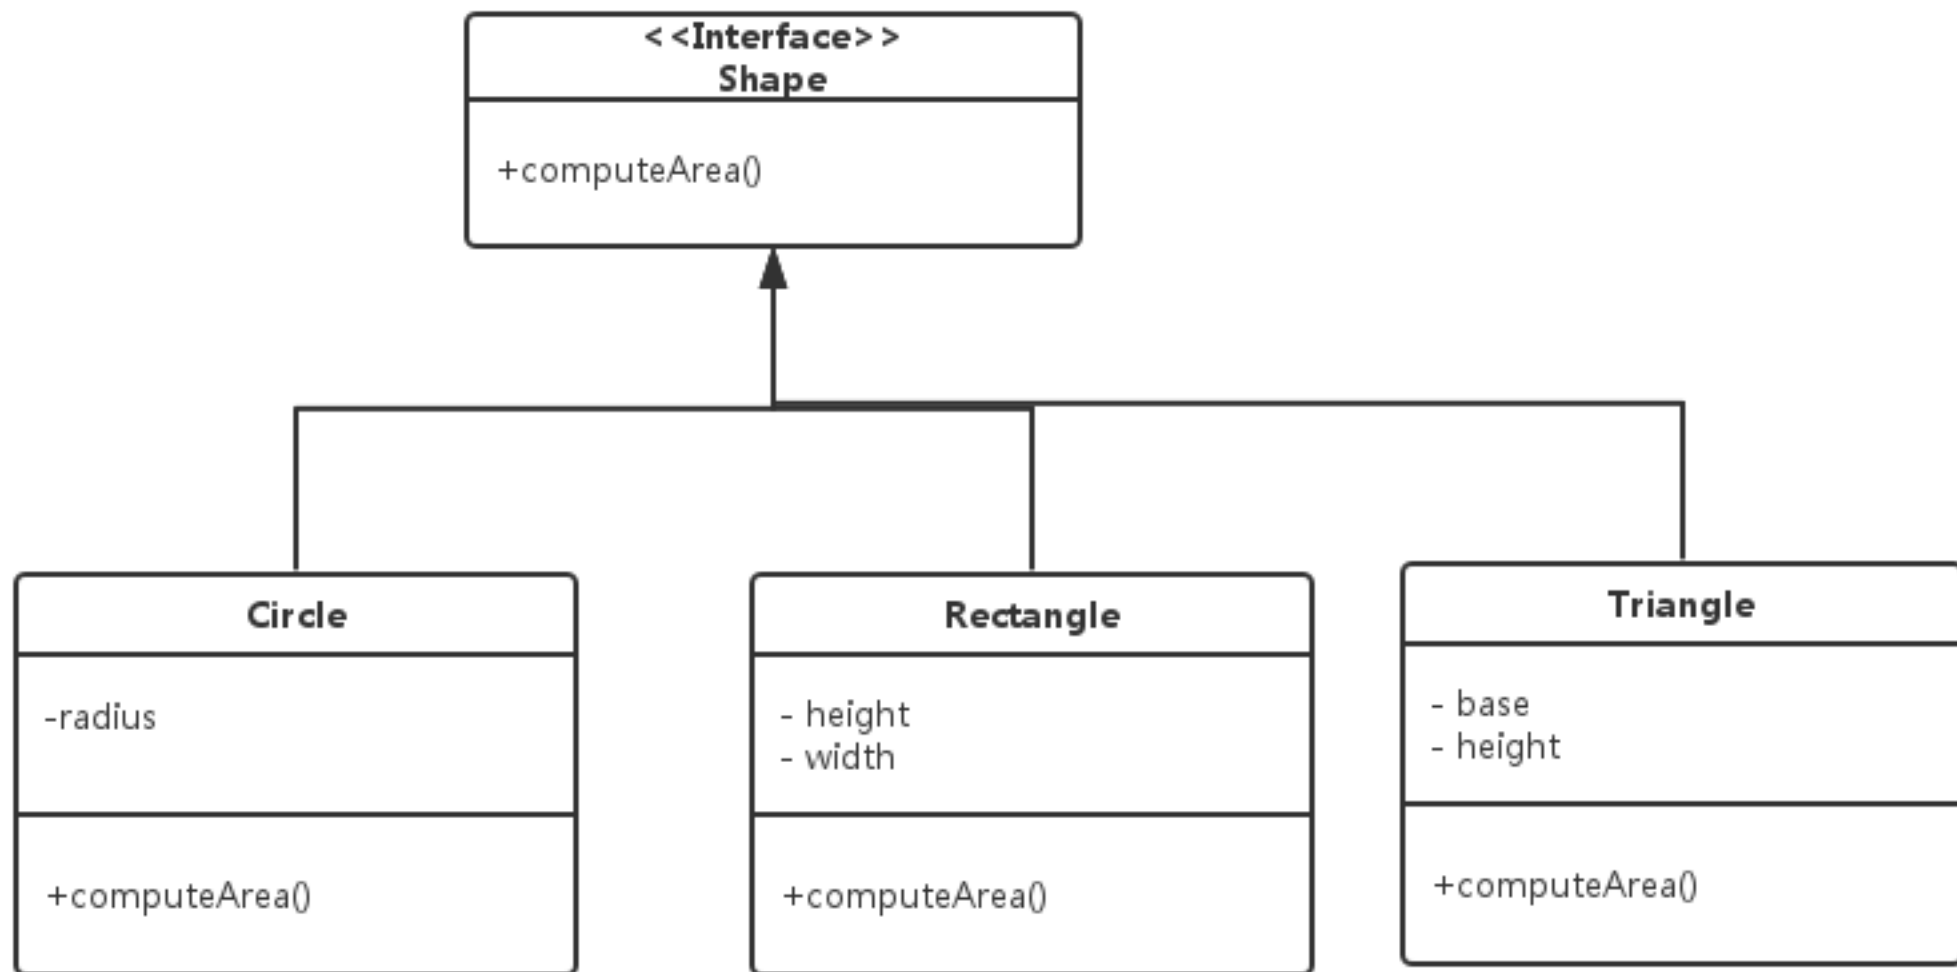 <<Interface>>
Shape
+computeArea()
Circle
-radius
+computeArea()
Rectangle
- height
- width
+computeArea()
Triangle
- base
- height
+computeArea()